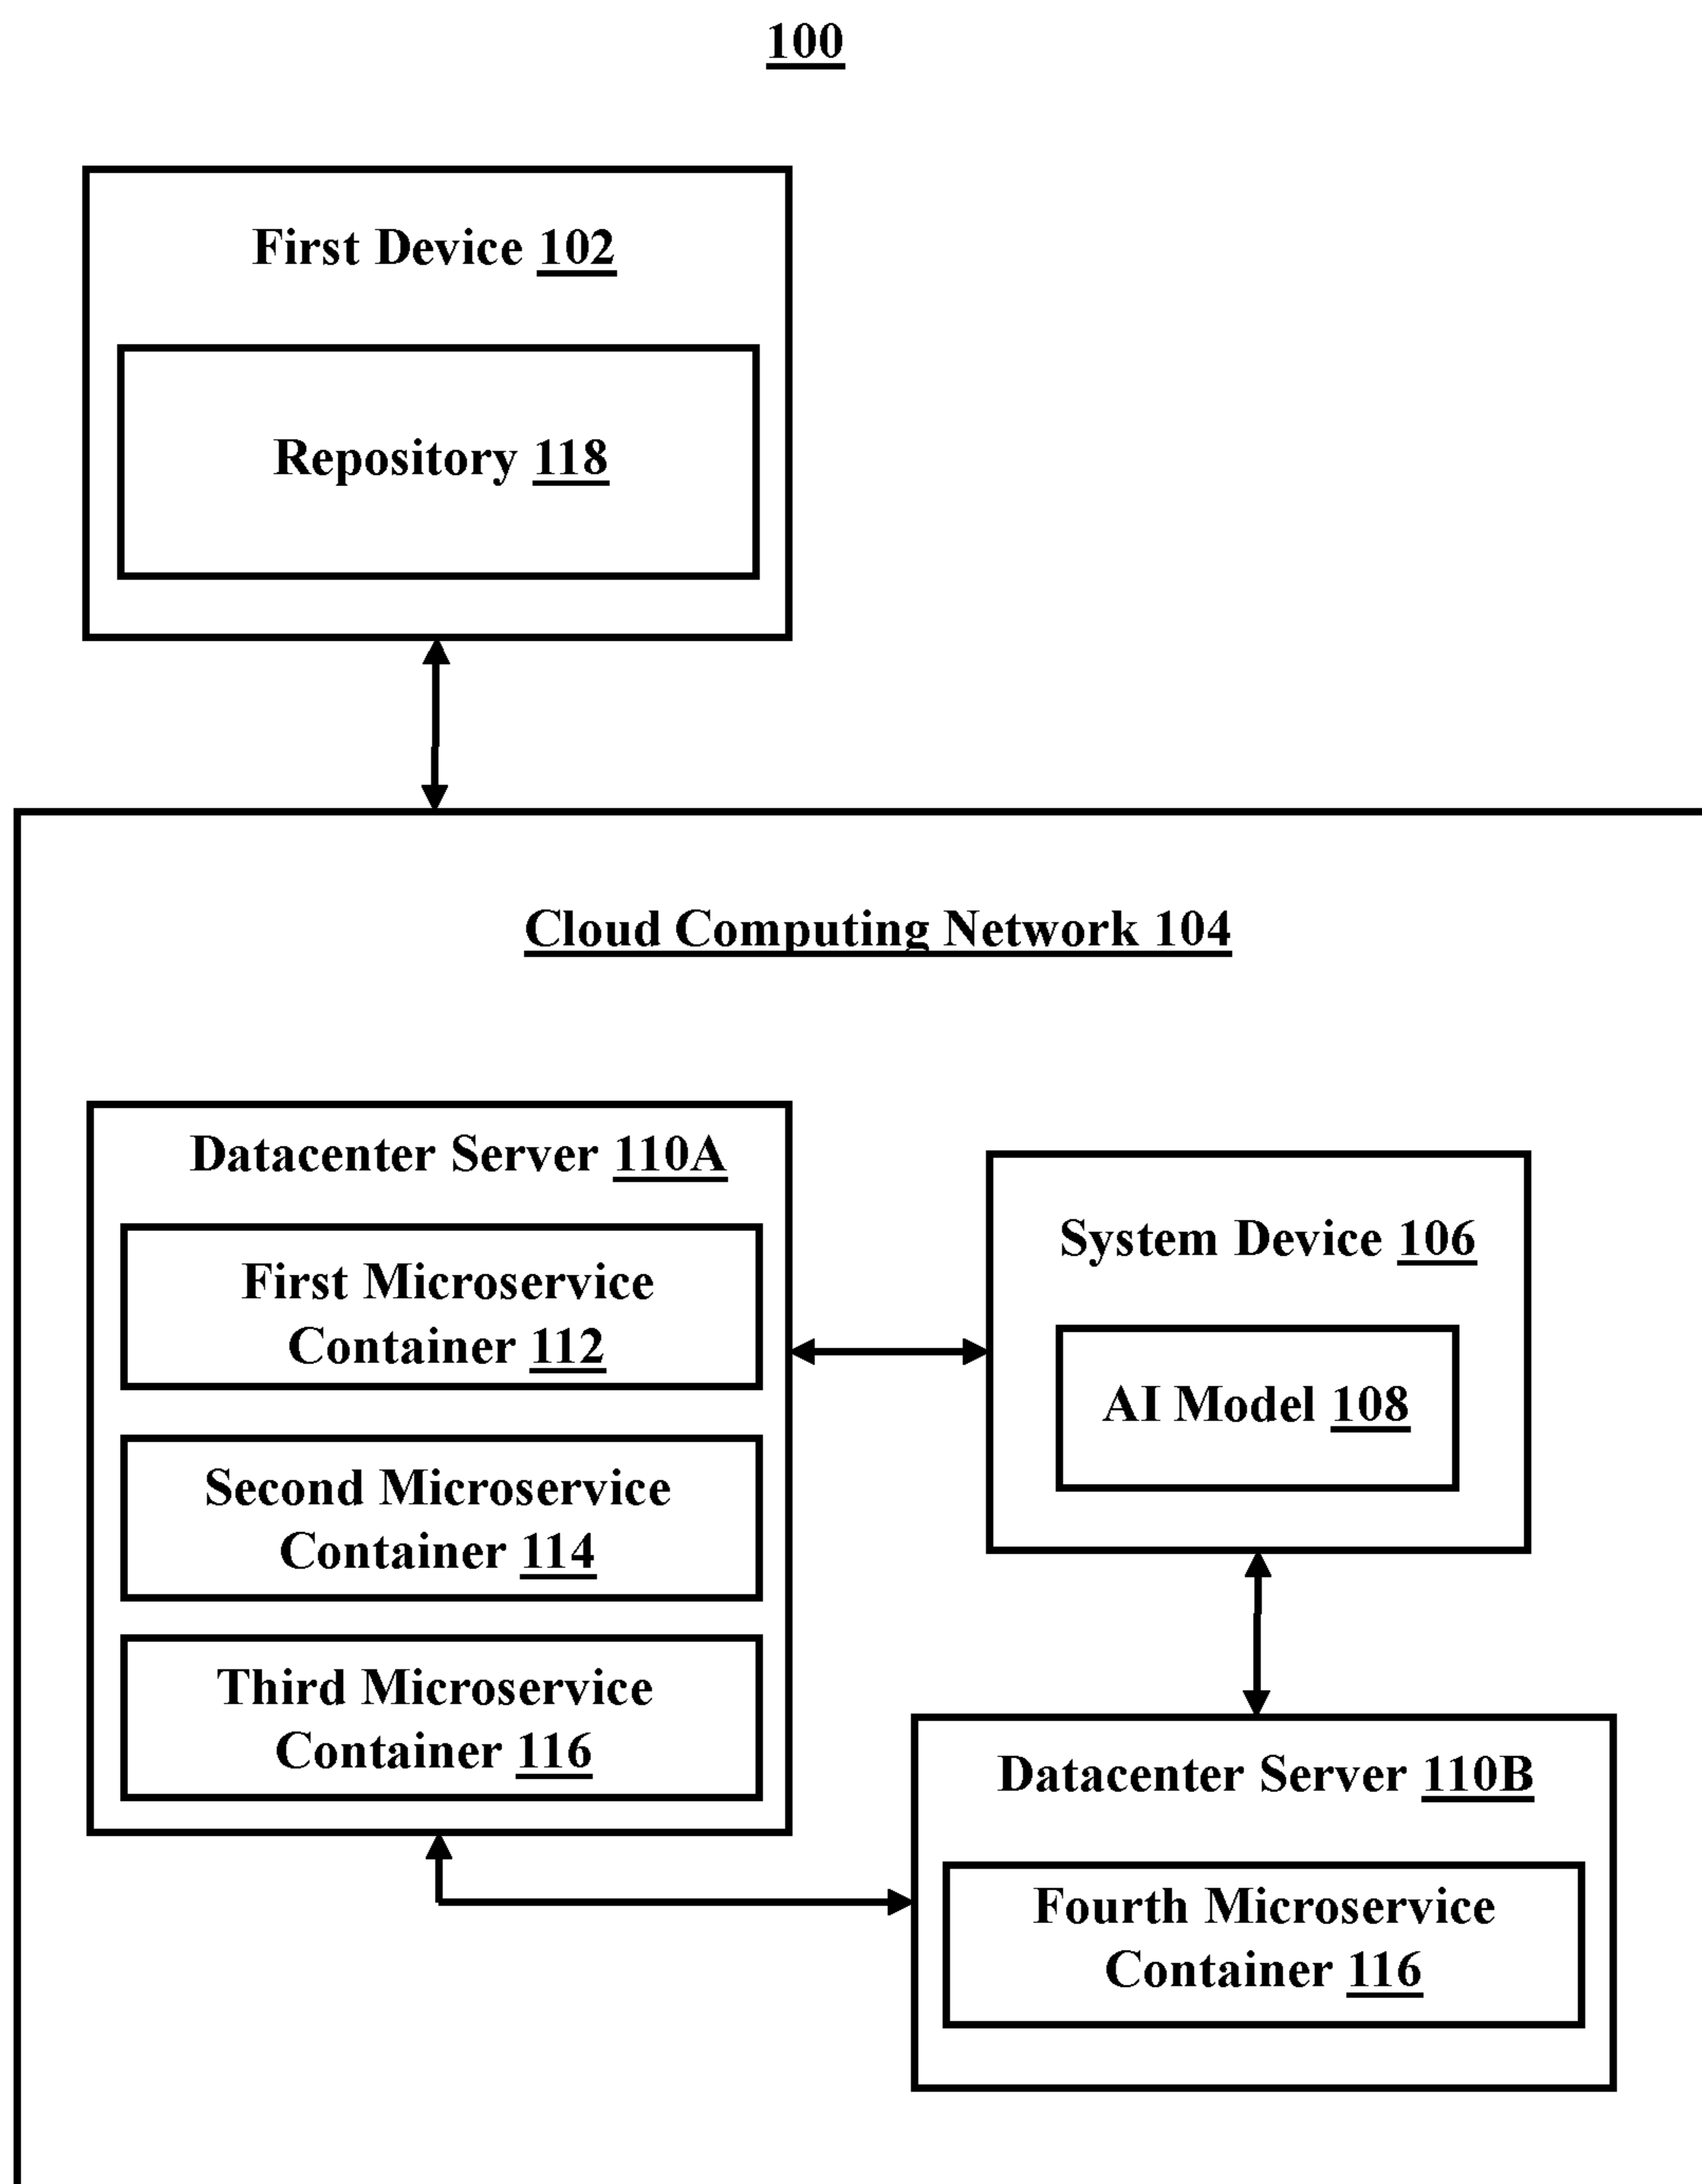 100
First Device 102
Repository 118
Cloud Computing Network 104
Datacenter Server 110A
First Microservice
Container 112
Second Microservice
Container 114
Third Microservice
Container 116
System Device 106
AI Model 108
Datacenter Server 110B
Fourth Microservice
Container 116